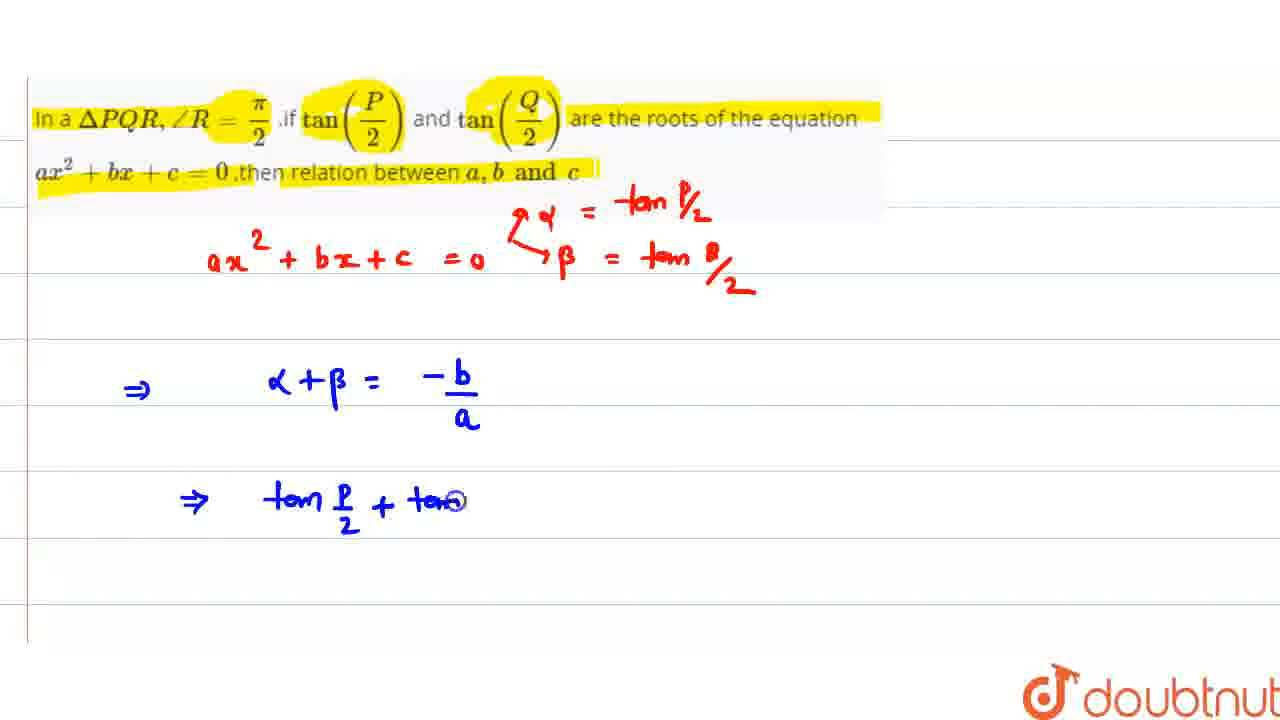 In a ΔPQR, ∠R = π/2 .if tan(P/2) and tan(Q/2) are the roots of the equation
ax² + bx + c = 0 ,then relation between a, b and c
α = tan P/2
ax² + bx + c = 0
β = tan Q/2
⇒ α + β = -b/a
⇒ tan P/2 + tan
doubtnut